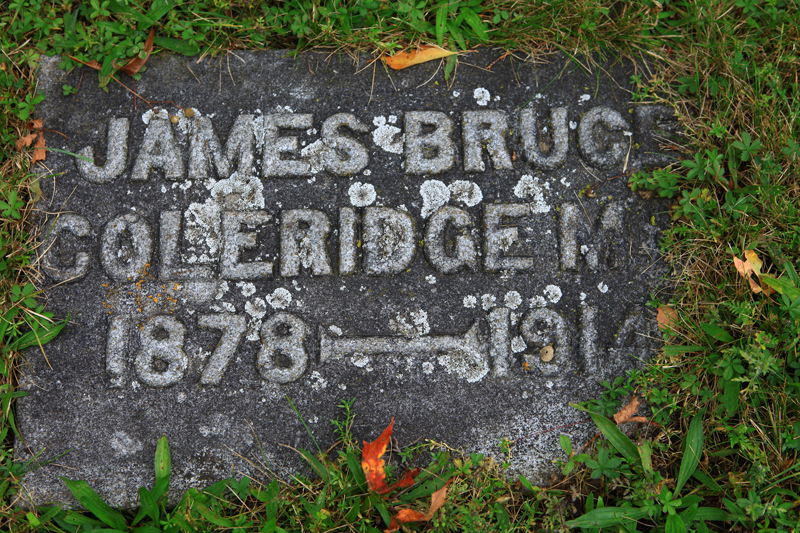 JAMES BRUCE
COLERIDGE M
1878 — 1914